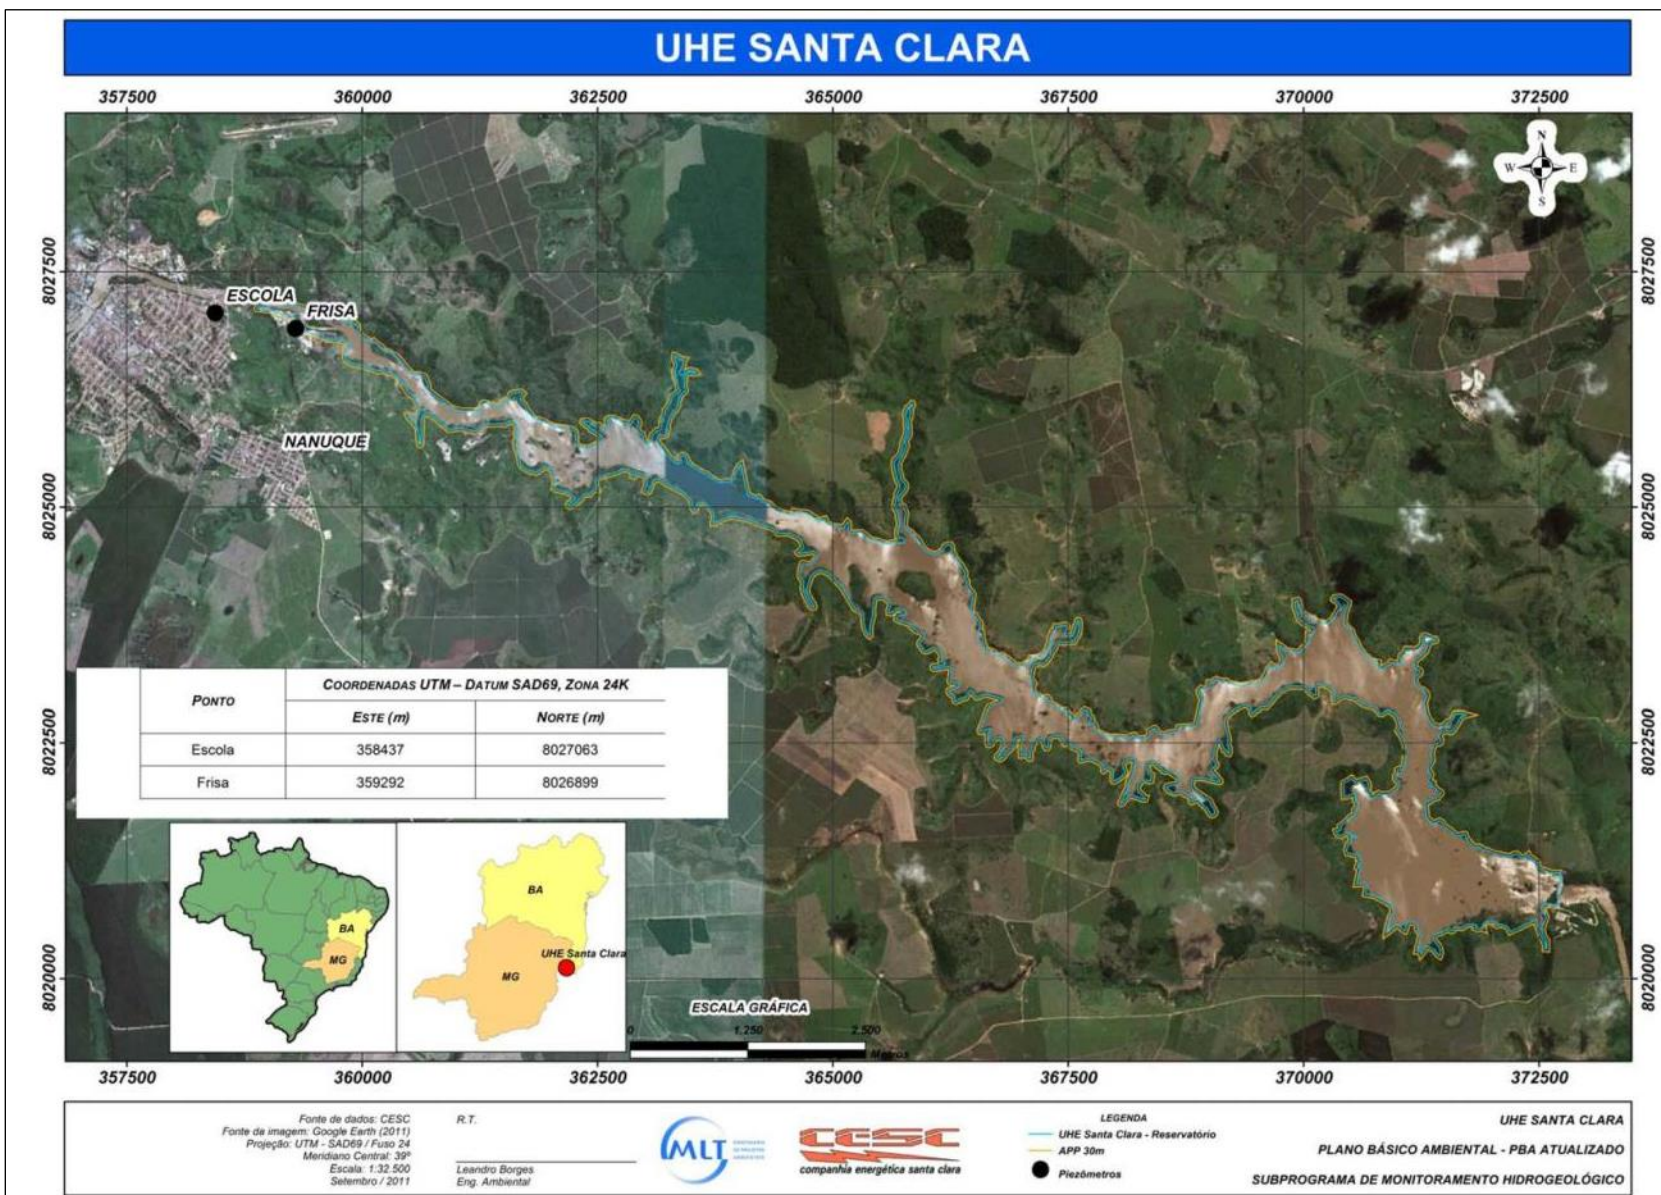 UHE SANTA CLARA
357500 360000 362500 365000 367500 370000 372500
N
W E
S
8027500 8027500
ESCOLA
FRISA
NANUQUE
8025000 8025000
PONTO COORDENADAS UTM – DATUM SAD69, ZONA 24K
ESTE (m) NORTE (m)
Escola 358437 8027063
Frisa 359292 8026899
8022500 8022500
BA
MG
BA
MG
UHE Santa Clara
8020000 8020000
ESCALA GRÁFICA
0 1.250 2.500
Metros
357500 360000 362500 365000 367500 370000 372500
Fonte de dados: CESC
Fonte da imagem: Google Earth (2011)
Projeção: UTM - SAD69 / Fuso 24
Meridiano Central: 39º
Escala: 1:32.500
Setembro / 2011
R.T.
Leandro Borges
Eng. Ambiental
MLT
CESC
companhia energética santa clara
LEGENDA
UHE Santa Clara - Reservatório
APP 30m
Piezômetros
UHE SANTA CLARA
PLANO BÁSICO AMBIENTAL - PBA ATUALIZADO
SUBPROGRAMA DE MONITORAMENTO HIDROGEOLÓGICO